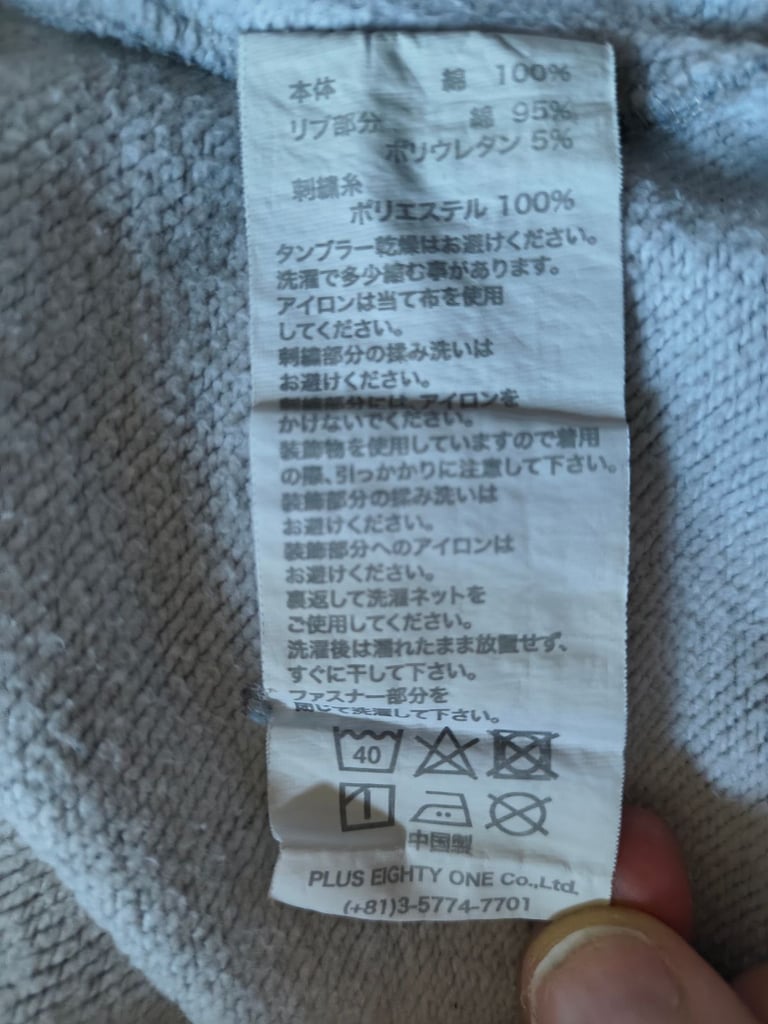 本体 綿 100%
リブ部分 綿 95%
ポリウレタン 5%
刺繍糸
ポリエステル 100%
タンブラー乾燥はお避けください。
洗濯で多少縮む事があります。
アイロンは当て布を使用
してください。
刺繍部分の揉み洗いは
お避けください。
刺繍部分には、アイロンを
かけないでください。
装飾物を使用していますので着用
の際、引っかかりに注意して下さい。
装飾部分の揉み洗いは
お避けください。
装飾部分へのアイロンは
お避けください。
裏返して洗濯ネットを
ご使用してください。
洗濯後は濡れたまま放置せず、
すぐに干して下さい。
ファスナー部分を
閉じて洗濯して下さい。
40
中国製
PLUS EIGHTY ONE Co.,Ltd.
(+81)3-5774-7701